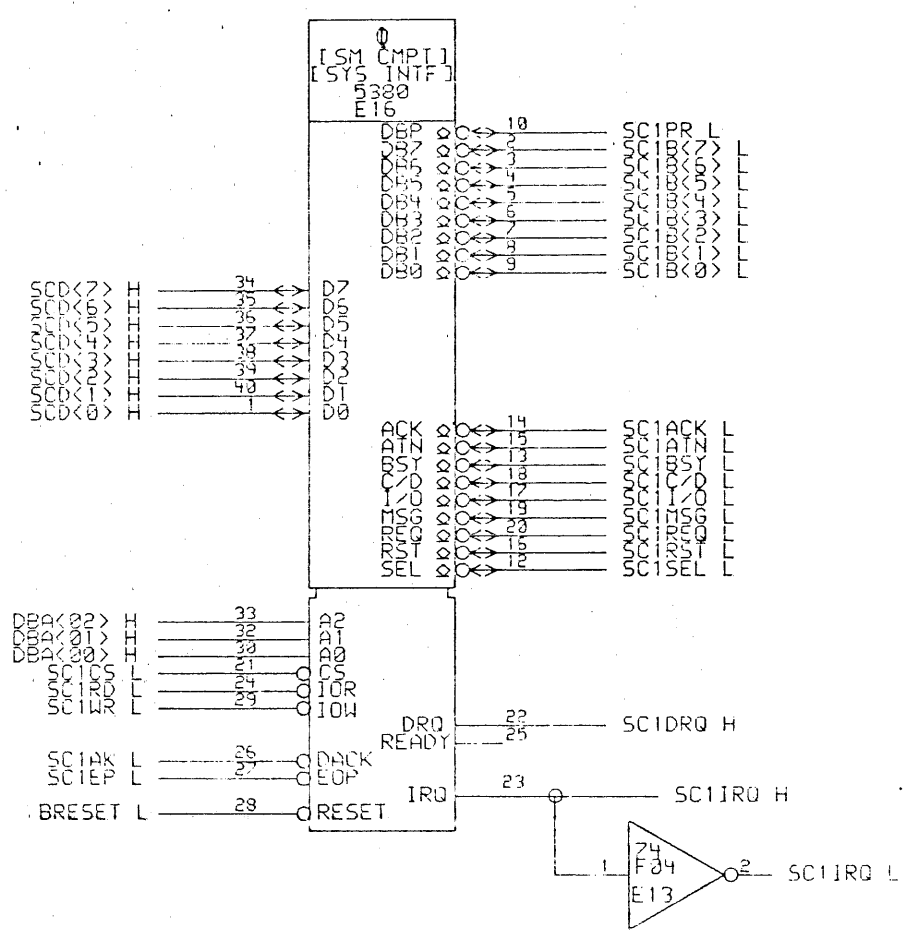 Φ
[SM CMPT]
[SYS INTF]
5380
E16
DBP 10 SC1PR L
DB7 2 SC1B<7> L
DB6 3 SC1B<6> L
DB5 4 SC1B<5> L
DB4 5 SC1B<4> L
DB3 6 SC1B<3> L
DB2 7 SC1B<2> L
DB1 8 SC1B<1> L
DB0 9 SC1B<0> L
SCD<7> H 34 D7
SCD<6> H 35 D6
SCD<5> H 36 D5
SCD<4> H 37 D4
SCD<3> H 38 D3
SCD<2> H 39 D2
SCD<1> H 40 D1
SCD<0> H 1 D0
ACK 14 SC1ACK L
ATN 15 SC1ATN L
BSY 13 SC1BSY L
C/D 18 SC1C/D L
I/O 17 SC1I/O L
MSG 19 SC1MSG L
REQ 20 SC1REQ L
RST 16 SC1RST L
SEL 12 SC1SEL L
DBA<02> H 33 A2
DBA<01> H 32 A1
DBA<00> H 30 A0
SC1CS L 21 CS
SC1RD L 24 IOR
SC1WR L 29 IOW
DRQ 22 SC1DRQ H
READY 25
SC1AK L 26 DACK
SC1EP L 27 EOP
IRQ 23 SC1IRQ H
BRESET L 28 RESET
74
1 F04 2 SC1IRQ L
E13